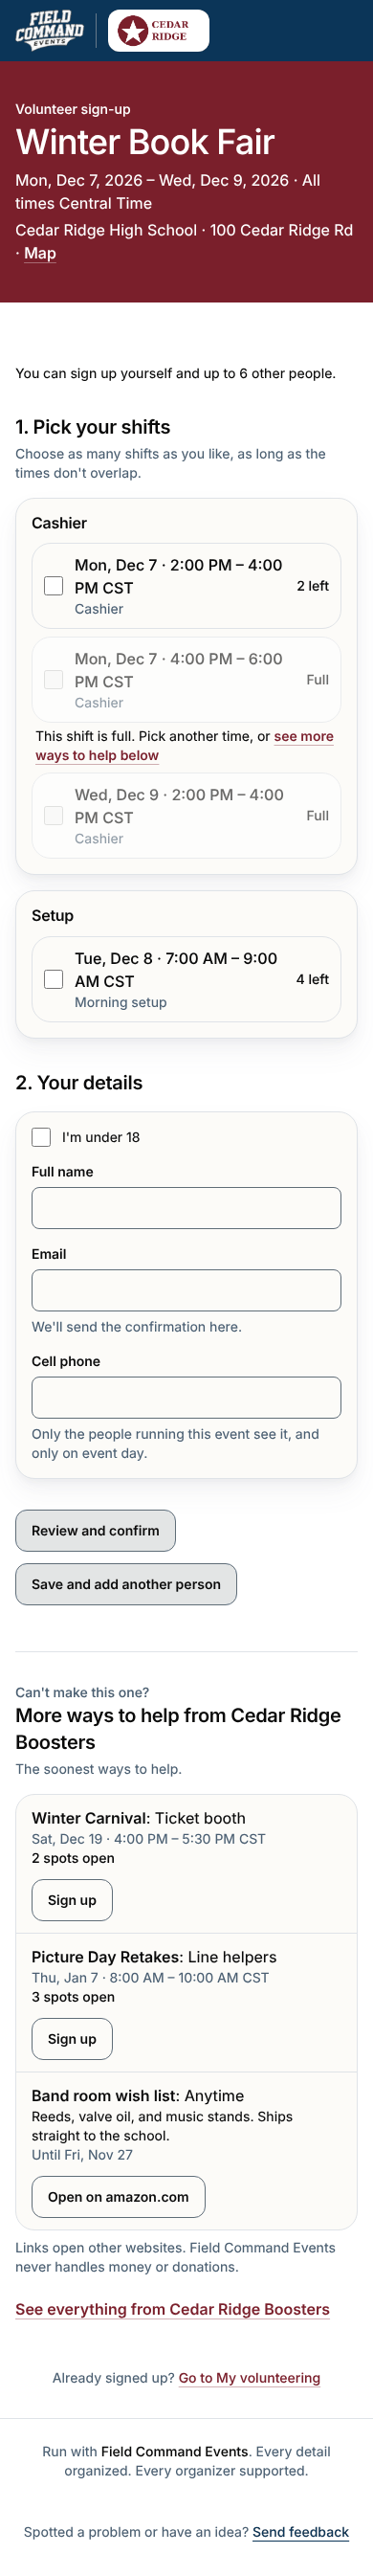 FIELD
COMMAND
EVENTS
CEDAR
RIDGE
Volunteer sign-up
Winter Book Fair
Mon, Dec 7, 2026 – Wed, Dec 9, 2026 · All
times Central Time
Cedar Ridge High School · 100 Cedar Ridge Rd
· Map
You can sign up yourself and up to 6 other people.
1. Pick your shifts
Choose as many shifts as you like, as long as the
times don't overlap.
Cashier
Mon, Dec 7 · 2:00 PM – 4:00
PM CST
Cashier
2 left
Mon, Dec 7 · 4:00 PM – 6:00
PM CST
Cashier
Full
This shift is full. Pick another time, or see more
ways to help below
Wed, Dec 9 · 2:00 PM – 4:00
PM CST
Cashier
Full
Setup
Tue, Dec 8 · 7:00 AM – 9:00
AM CST
Morning setup
4 left
2. Your details
I'm under 18
Full name
Email
We'll send the confirmation here.
Cell phone
Only the people running this event see it, and
only on event day.
Review and confirm
Save and add another person
Can't make this one?
More ways to help from Cedar Ridge
Boosters
The soonest ways to help.
Winter Carnival: Ticket booth
Sat, Dec 19 · 4:00 PM – 5:30 PM CST
2 spots open
Sign up
Picture Day Retakes: Line helpers
Thu, Jan 7 · 8:00 AM – 10:00 AM CST
3 spots open
Sign up
Band room wish list: Anytime
Reeds, valve oil, and music stands. Ships
straight to the school.
Until Fri, Nov 27
Open on amazon.com
Links open other websites. Field Command Events
never handles money or donations.
See everything from Cedar Ridge Boosters
Already signed up? Go to My volunteering
Run with Field Command Events. Every detail
organized. Every organizer supported.
Spotted a problem or have an idea? Send feedback